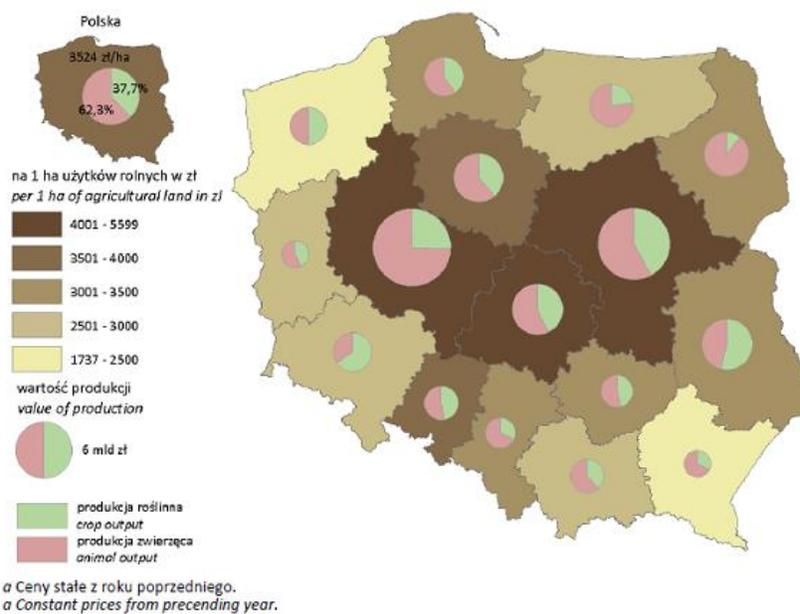 Polska
3524 zł/ha
37,7%
62,3%
na 1 ha użytków rolnych w zł
per 1 ha of agricultural land in zl
4001 - 5599
3501 - 4000
3001 - 3500
2501 - 3000
1737 - 2500
wartość produkcji
value of production
6 mld zł
produkcja roślinna
crop output
produkcja zwierzęca
animal output
a Ceny stałe z roku poprzedniego.
a Constant prices from precending year.